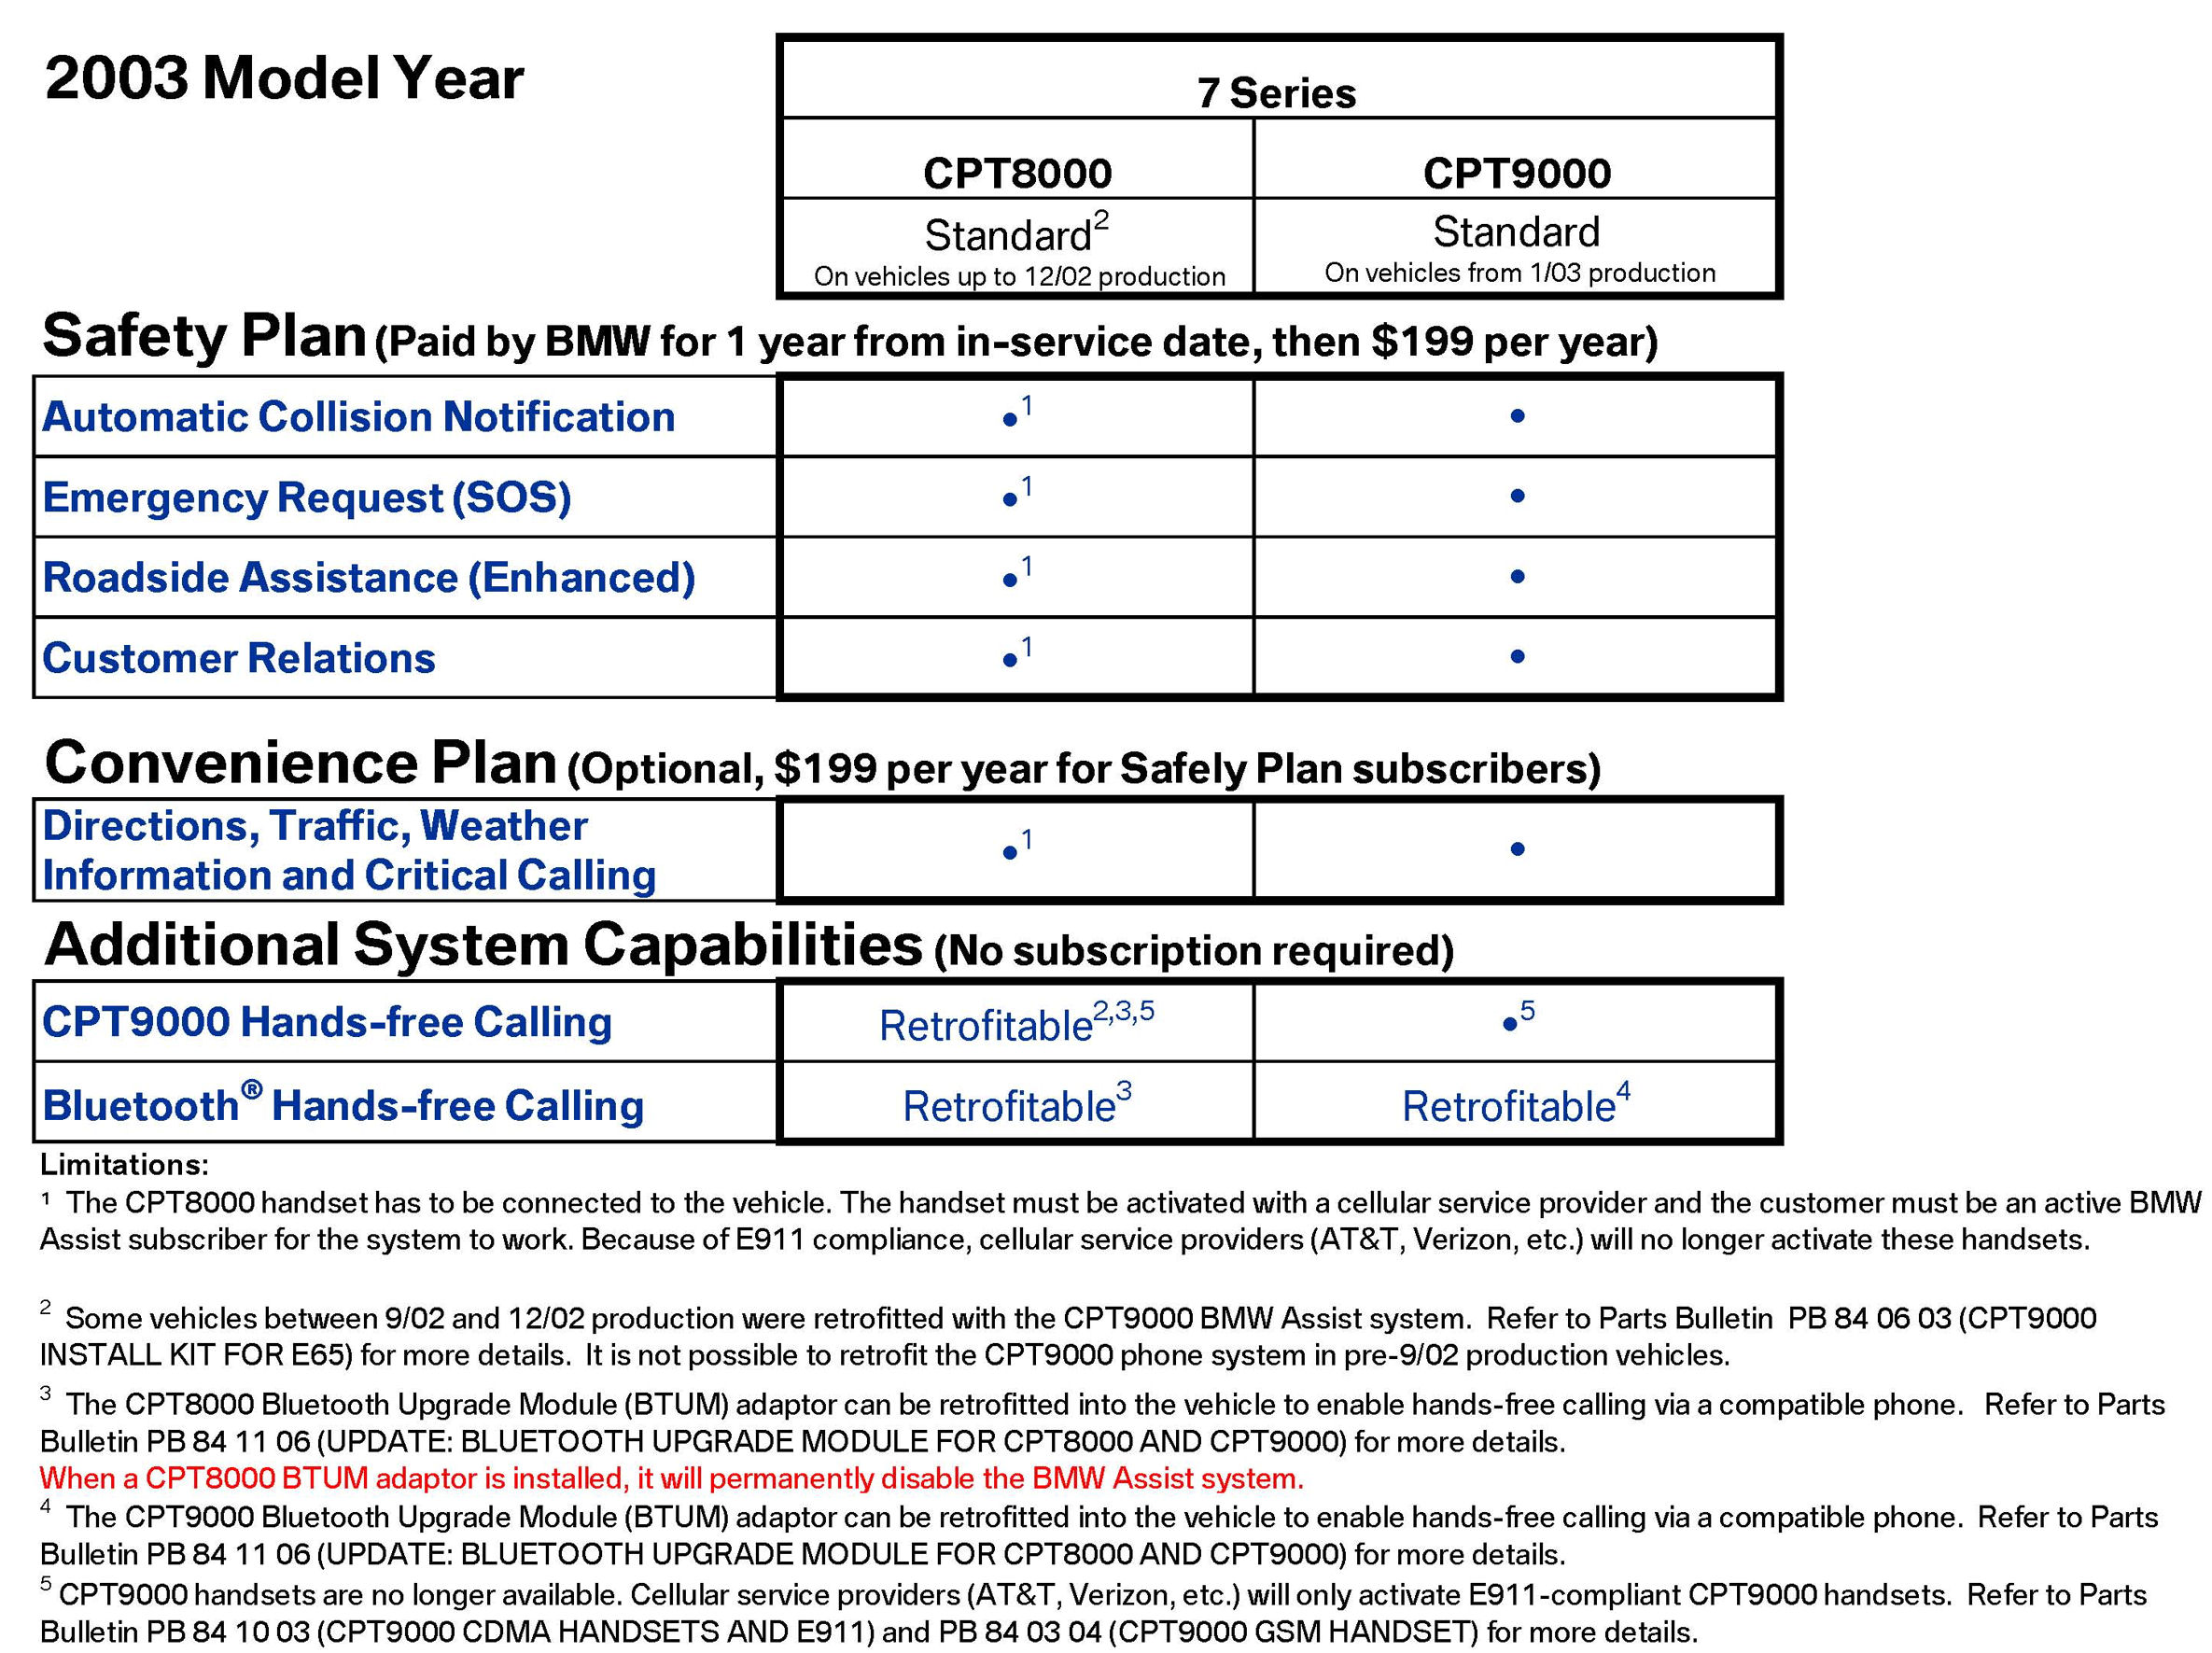 2003 Model Year
7 Series
CPT8000 CPT9000
Standard² Standard
On vehicles up to 12/02 production On vehicles from 1/03 production
Safety Plan (Paid by BMW for 1 year from in-service date, then $199 per year)
Automatic Collision Notification •¹ •
Emergency Request (SOS) •¹ •
Roadside Assistance (Enhanced) •¹ •
Customer Relations •¹ •
Convenience Plan (Optional, $199 per year for Safely Plan subscribers)
Directions, Traffic, Weather
Information and Critical Calling •¹ •
Additional System Capabilities (No subscription required)
CPT9000 Hands-free Calling Retrofitable²,³,⁵ •⁵
Bluetooth® Hands-free Calling Retrofitable³ Retrofitable⁴
Limitations:
¹ The CPT8000 handset has to be connected to the vehicle. The handset must be activated with a cellular service provider and the customer must be an active BMW
Assist subscriber for the system to work. Because of E911 compliance, cellular service providers (AT&T, Verizon, etc.) will no longer activate these handsets.
² Some vehicles between 9/02 and 12/02 production were retrofitted with the CPT9000 BMW Assist system. Refer to Parts Bulletin PB 84 06 03 (CPT9000
INSTALL KIT FOR E65) for more details. It is not possible to retrofit the CPT9000 phone system in pre-9/02 production vehicles.
³ The CPT8000 Bluetooth Upgrade Module (BTUM) adaptor can be retrofitted into the vehicle to enable hands-free calling via a compatible phone. Refer to Parts
Bulletin PB 84 11 06 (UPDATE: BLUETOOTH UPGRADE MODULE FOR CPT8000 AND CPT9000) for more details.
When a CPT8000 BTUM adaptor is installed, it will permanently disable the BMW Assist system.
⁴ The CPT9000 Bluetooth Upgrade Module (BTUM) adaptor can be retrofitted into the vehicle to enable hands-free calling via a compatible phone. Refer to Parts
Bulletin PB 84 11 06 (UPDATE: BLUETOOTH UPGRADE MODULE FOR CPT8000 AND CPT9000) for more details.
⁵ CPT9000 handsets are no longer available. Cellular service providers (AT&T, Verizon, etc.) will only activate E911-compliant CPT9000 handsets. Refer to Parts
Bulletin PB 84 10 03 (CPT9000 CDMA HANDSETS AND E911) and PB 84 03 04 (CPT9000 GSM HANDSET) for more details.